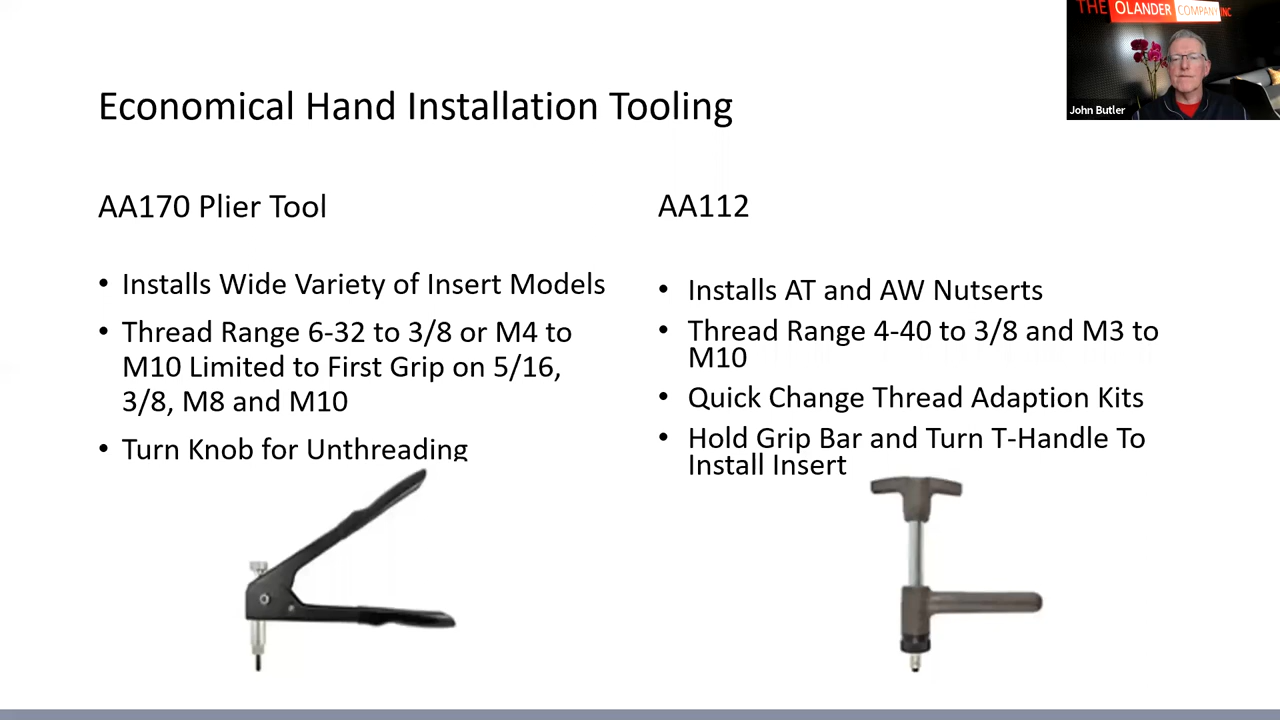 THE OLANDER COMPANY INC
John Butler
Economical Hand Installation Tooling
AA170 Plier Tool
• Installs Wide Variety of Insert Models
• Thread Range 6-32 to 3/8 or M4 to
M10 Limited to First Grip on 5/16,
3/8, M8 and M10
• Turn Knob for Unthreading
AA112
• Installs AT and AW Nutserts
• Thread Range 4-40 to 3/8 and M3 to
M10
• Quick Change Thread Adaption Kits
• Hold Grip Bar and Turn T-Handle To
Install Insert